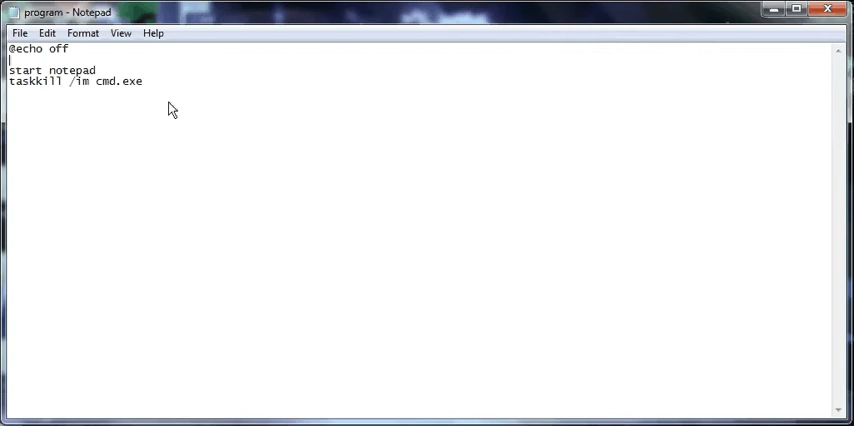 program - Notepad
File Edit Format View Help
@echo off
start notepad
taskkill /im cmd.exe